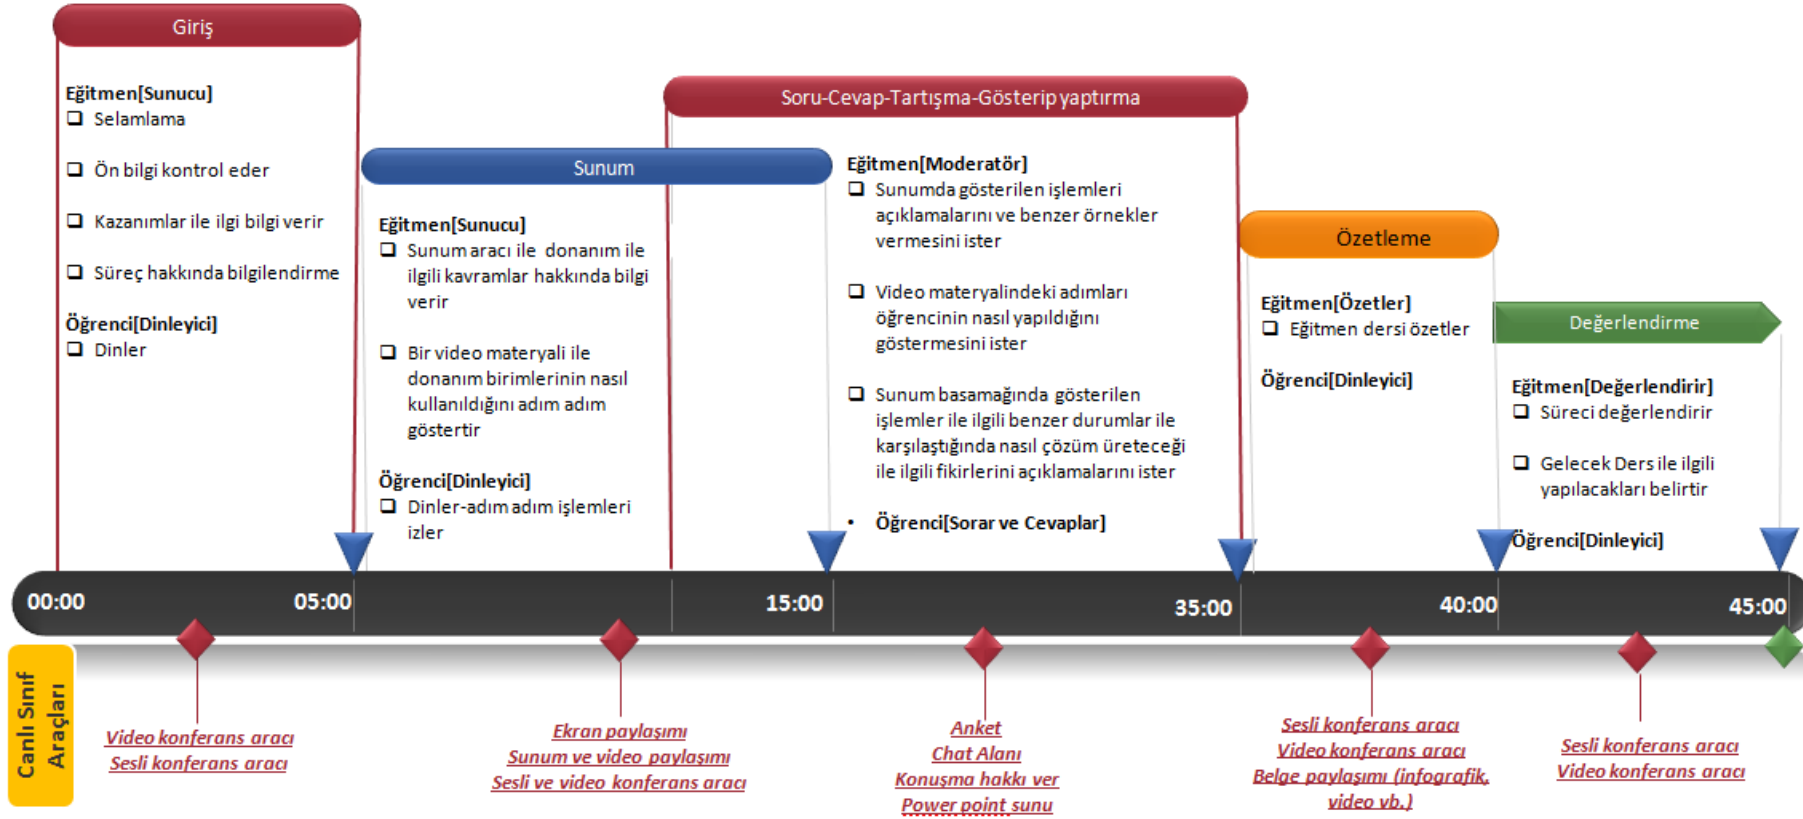 Giriş
Eğitmen[Sunucu]
Selamlama
Ön bilgi kontrol eder
Kazanımlar ile ilgi bilgi verir
Süreç hakkında bilgilendirme
Öğrenci[Dinleyici]
Dinler
Sunum
Eğitmen[Sunucu]
Sunum aracı ile donanım ile
ilgili kavramlar hakkında bilgi
verir
Bir video materyali ile
donanım birimlerinin nasıl
kullanıldığını adım adım
göstertir
Öğrenci[Dinleyici]
Dinler-adım adım işlemleri
izler
Soru-Cevap-Tartışma-Gösterip yaptırma
Eğitmen[Moderatör]
Sunumda gösterilen işlemleri
açıklamalarını ve benzer örnekler
vermesini ister
Video materyalindeki adımları
öğrencinin nasıl yapıldığını
göstermesini ister
Sunum basamağında gösterilen
işlemler ile ilgili benzer durumlar ile
karşılaştığında nasıl çözüm üreteceği
ile ilgili fikirlerini açıklamalarını ister
• Öğrenci[Sorar ve Cevaplar]
Özetleme
Eğitmen[Özetler]
Eğitmen dersi özetler
Öğrenci[Dinleyici]
Değerlendirme
Eğitmen[Değerlendirir]
Süreci değerlendirir
Gelecek Ders ile ilgili
yapılacakları belirtir
Öğrenci[Dinleyici]
00:00
05:00
15:00
35:00
40:00
45:00
Canlı Sınıf
Araçları
Video konferans aracı
Sesli konferans aracı
Ekran paylaşımı
Sunum ve video paylaşımı
Sesli ve video konferans aracı
Anket
Chat Alanı
Konuşma hakkı ver
Power point sunu
Sesli konferans aracı
Video konferans aracı
Belge paylaşımı (infografik,
video vb.)
Sesli konferans aracı
Video konferans aracı